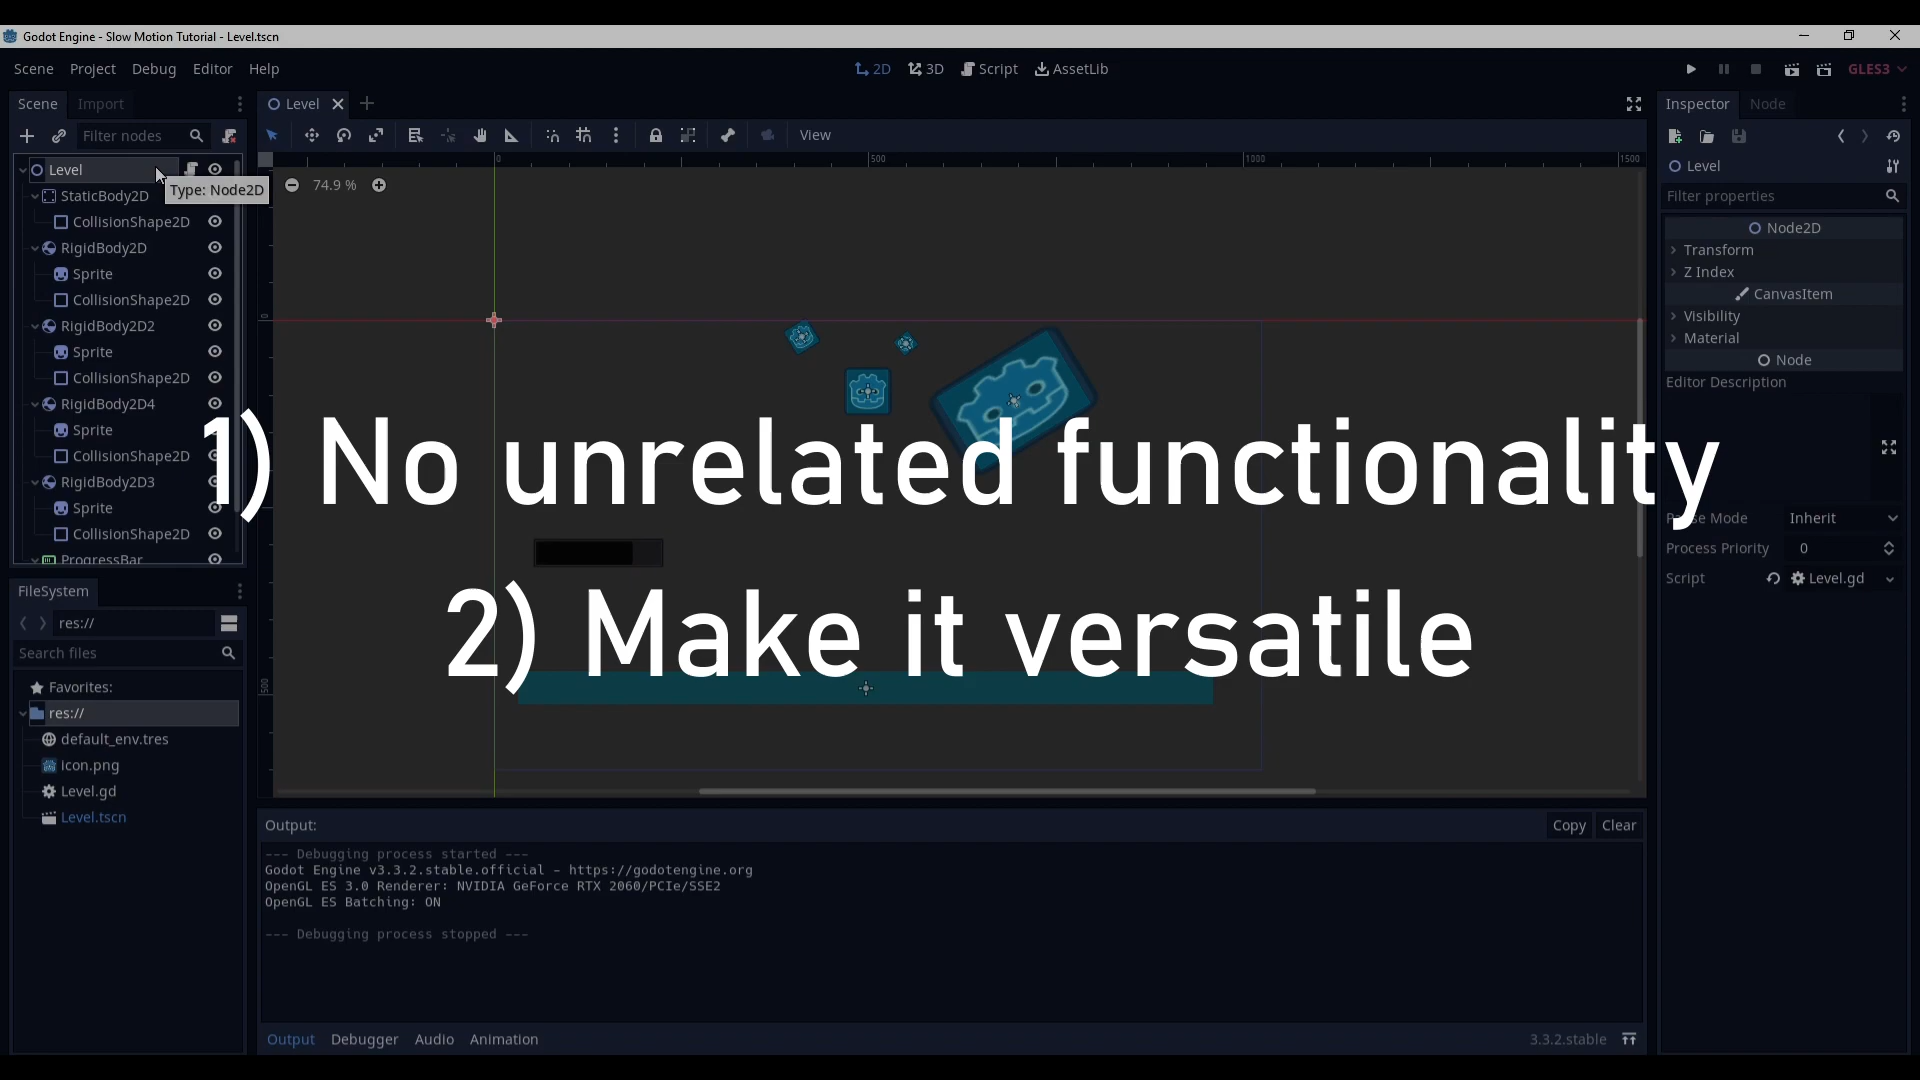 Godot Engine - Slow Motion Tutorial - Level.tscn
Scene Project Debug Editor Help
2D 3D Script AssetLib
GLES3
Scene Import
Level
Inspector Node
Filter nodes
View
Level
Type: Node2D
StaticBody2D
CollisionShape2D
RigidBody2D
Sprite
CollisionShape2D
RigidBody2D2
Sprite
CollisionShape2D
RigidBody2D4
Sprite
CollisionShape2D
RigidBody2D3
Sprite
CollisionShape2D
ProgressBar
0 500 1000 1500
74.9 %
0
500
1) No unrelated functionality
2) Make it versatile
Level
Filter properties
Node2D
Transform
Z Index
CanvasItem
Visibility
Material
Node
Editor Description
Pause Mode Inherit
Process Priority 0
Script Level.gd
FileSystem
res://
Search files
Favorites:
res://
default_env.tres
icon.png
Level.gd
Level.tscn
Output: Copy Clear
--- Debugging process started ---
Godot Engine v3.3.2.stable.official - https://godotengine.org
OpenGL ES 3.0 Renderer: NVIDIA GeForce RTX 2060/PCIe/SSE2
OpenGL ES Batching: ON
--- Debugging process stopped ---
Output Debugger Audio Animation 3.3.2.stable